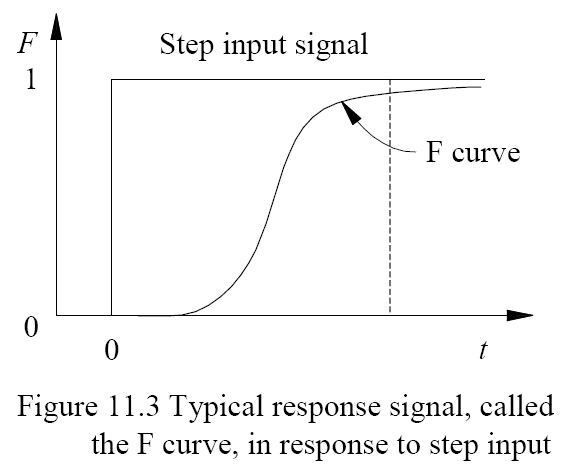 F
Step input signal
1
F curve
0
0
t
Figure 11.3 Typical response signal, called
the F curve, in response to step input